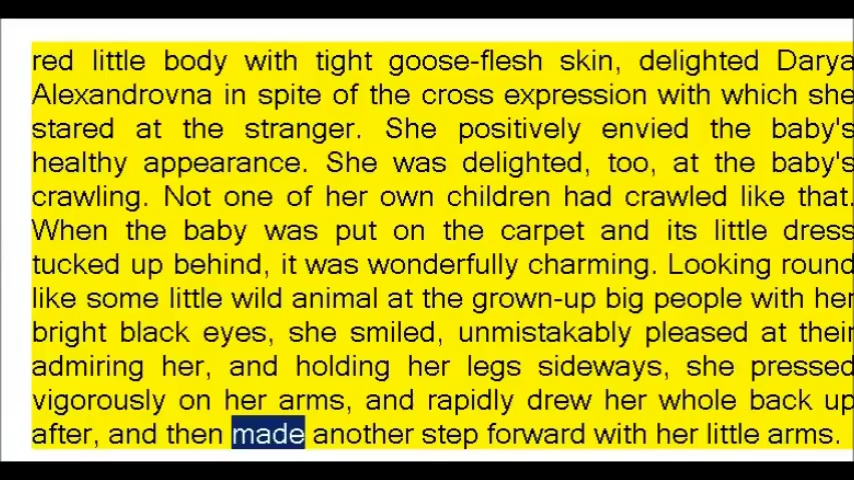 red little body with tight goose-flesh skin, delighted Darya
Alexandrovna in spite of the cross expression with which she
stared at the stranger. She positively envied the baby's
healthy appearance. She was delighted, too, at the baby's
crawling. Not one of her own children had crawled like that.
When the baby was put on the carpet and its little dress
tucked up behind, it was wonderfully charming. Looking round
like some little wild animal at the grown-up big people with her
bright black eyes, she smiled, unmistakably pleased at their
admiring her, and holding her legs sideways, she pressed
vigorously on her arms, and rapidly drew her whole back up
after, and then made another step forward with her little arms.